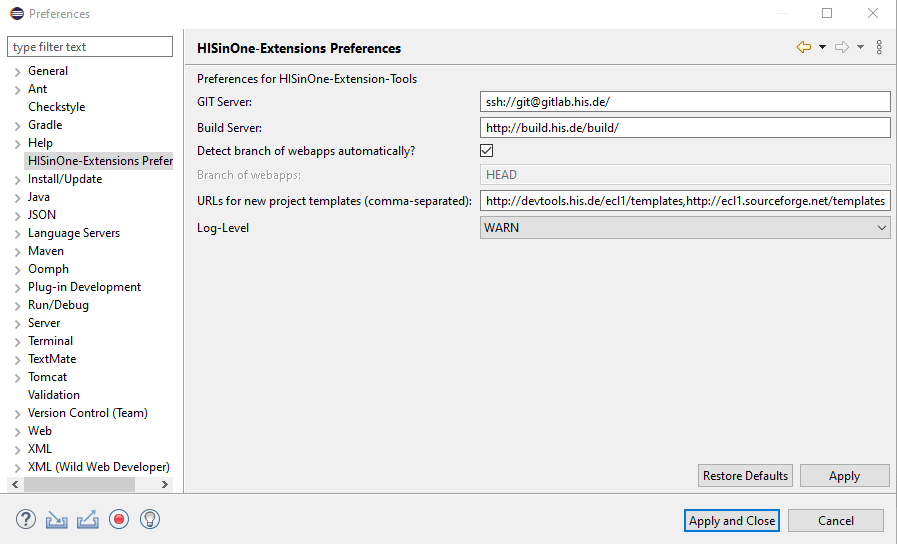 Preferences
type filter text
General
Ant
Checkstyle
Gradle
Help
HISinOne-Extensions Prefer
Install/Update
Java
JSON
Language Servers
Maven
Oomph
Plug-in Development
Run/Debug
Server
Terminal
TextMate
Tomcat
Validation
Version Control (Team)
Web
XML
XML (Wild Web Developer)
HISinOne-Extensions Preferences
Preferences for HISinOne-Extension-Tools
GIT Server: ssh://git@gitlab.his.de/
Build Server: http://build.his.de/build/
Detect branch of webapps automatically?
Branch of webapps: HEAD
URLs for new project templates (comma-separated): http://devtools.his.de/ecl1/templates,http://ecl1.sourceforge.net/templates
Log-Level WARN
Restore Defaults Apply
Apply and Close Cancel